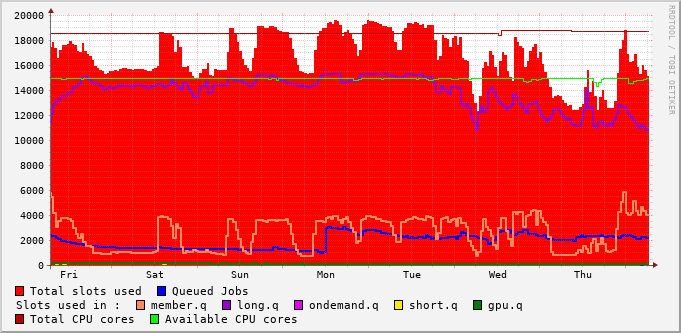 20000
18000
16000
14000
12000
10000
8000
6000
4000
2000
0
Fri Sat Sun Mon Tue Wed Thu
Total slots used Queued Jobs
Slots used in : member.q long.q ondemand.q short.q gpu.q
Total CPU cores Available CPU cores
RRDTOOL / TOBI OETIKER